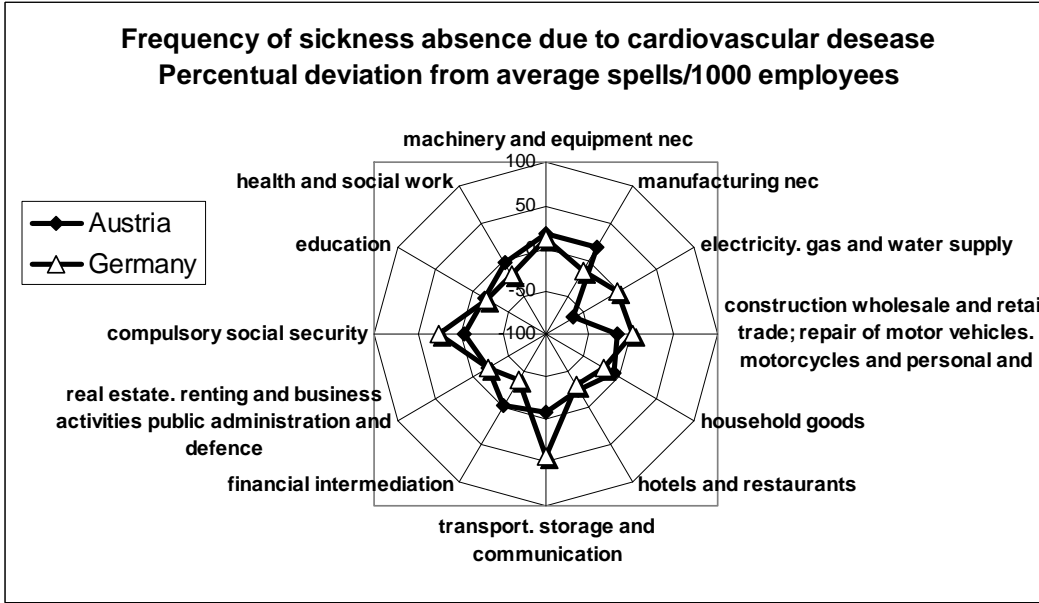 Frequency of sickness absence due to cardiovascular desease
Percentual deviation from average spells/1000 employees
machinery and equipment nec
100
health and social work
manufacturing nec
50
Austria
Germany
education
electricity. gas and water supply
0
-50
construction wholesale and retai
trade; repair of motor vehicles.
motorcycles and personal and
compulsory social security
-100
real estate. renting and business
activities public administration and
defence
household goods
financial intermediation
hotels and restaurants
transport. storage and
communication